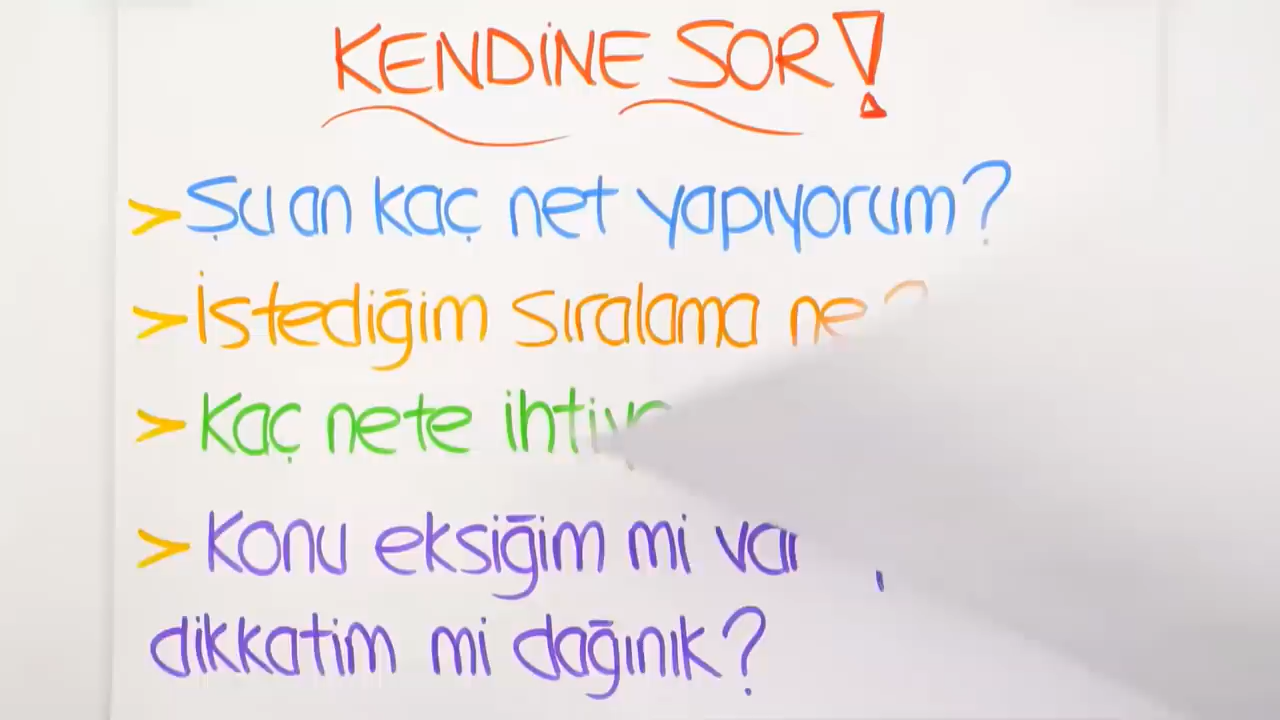 KENDİNE SOR!
> Şu an kaç net yapıyorum?
> İstediğim sıralama ne?
> Kaç nete
> Konu eksiğim mi var
dikkatim mi dağınık?